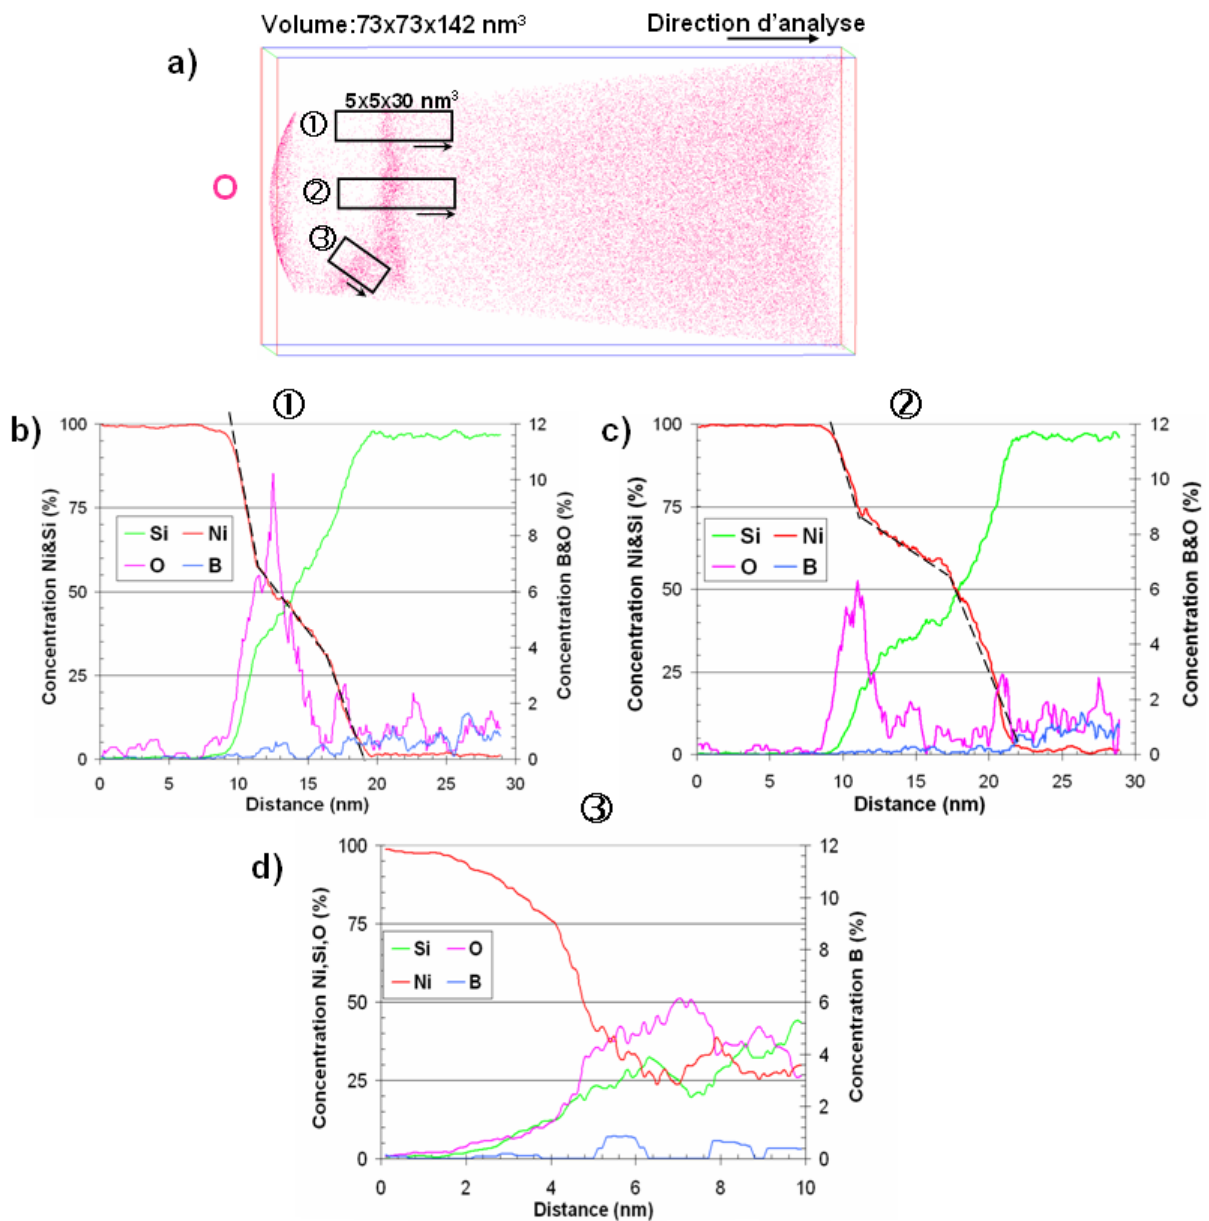 Volume:73x73x142 nm³
Direction d'analyse
a)
5x5x30 nm³
①
O
②
③
①
②
b)
c)
100
75
50
25
0
Concentration Ni&Si (%)
Si
Ni
O
B
12
10
8
6
4
2
0
Concentration B&O (%)
0
5
10
15
20
25
30
Distance (nm)
100
75
50
25
0
Concentration Ni&Si (%)
Si
Ni
O
B
12
10
8
6
4
2
0
Concentration B&O (%)
0
5
10
15
20
25
30
Distance (nm)
③
d)
100
75
50
25
0
Concentration Ni,Si,O (%)
Si
O
Ni
B
12
10
8
6
4
2
0
Concentration B (%)
0
2
4
6
8
10
Distance (nm)